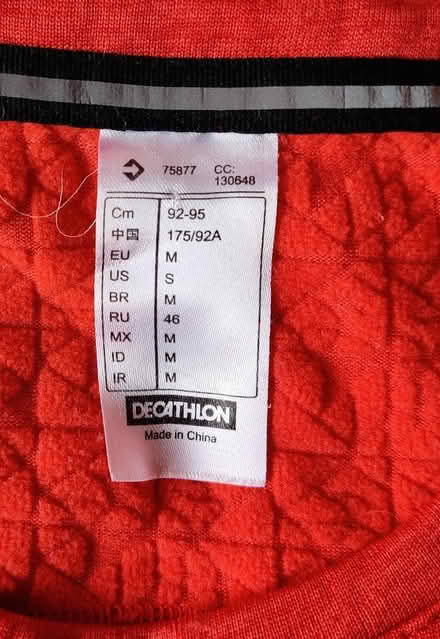 75877 CC:
130648
Cm 92-95
中国 175/92A
EU M
US S
BR M
RU 46
MX M
ID M
IR M
DECATHLON
Made in China